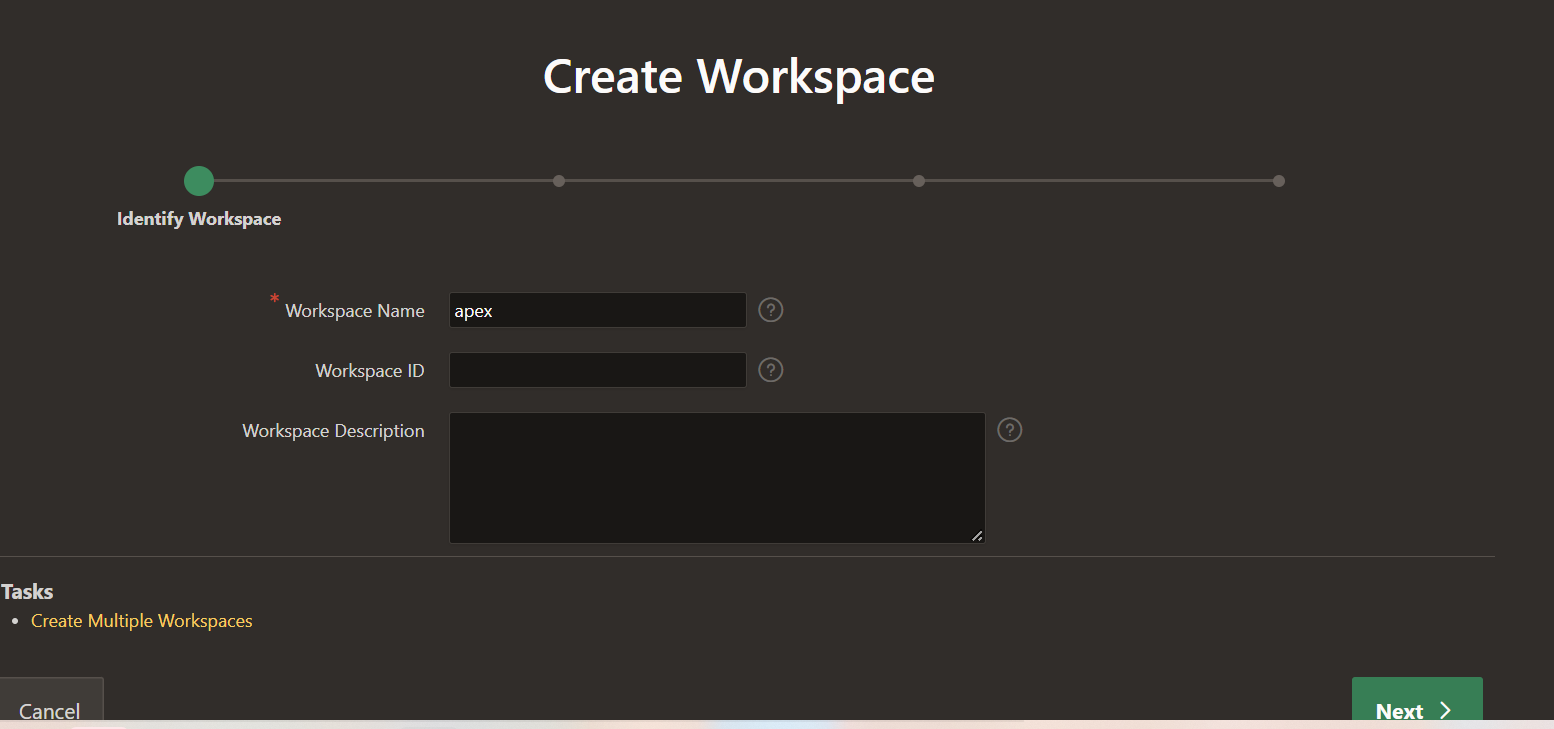 Create Workspace
Identify Workspace
* Workspace Name apex ?
Workspace ID ?
Workspace Description ?
Tasks
• Create Multiple Workspaces
Cancel Next >